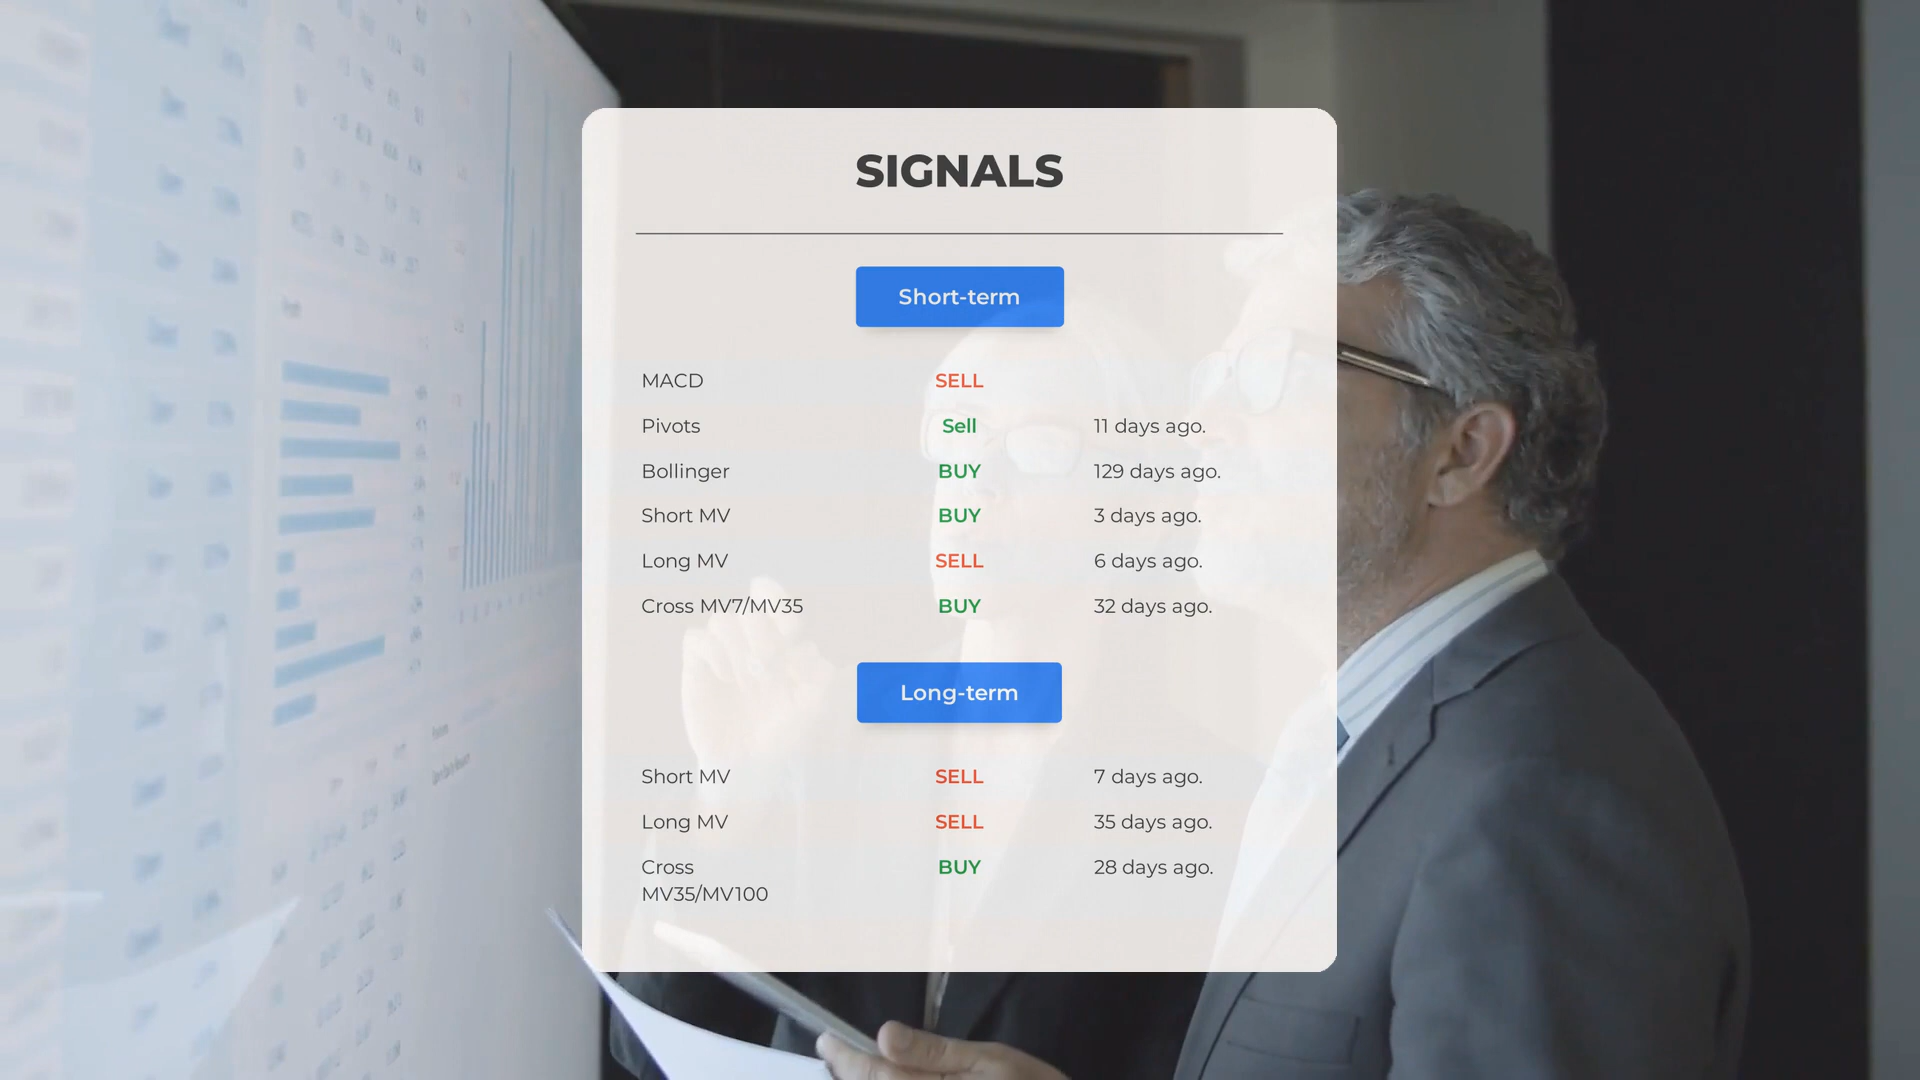 SIGNALS
Short-term
MACD SELL
Pivots Sell 11 days ago.
Bollinger BUY 129 days ago.
Short MV BUY 3 days ago.
Long MV SELL 6 days ago.
Cross MV7/MV35 BUY 32 days ago.
Long-term
Short MV SELL 7 days ago.
Long MV SELL 35 days ago.
Cross BUY 28 days ago.
MV35/MV100